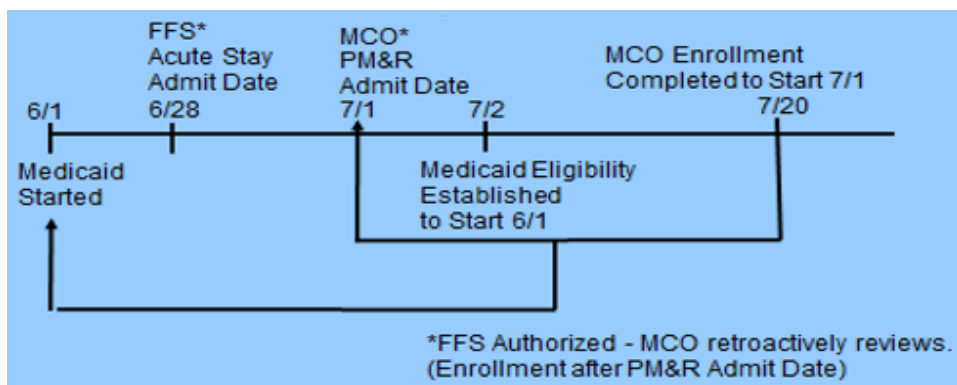 FFS*
Acute Stay
Admit Date
6/28
MCO*
PM&R
Admit Date
7/1
MCO Enrollment
Completed to Start 7/1
7/20
6/1
7/2
Medicaid
Started
Medicaid Eligibility
Established
to Start 6/1
*FFS Authorized - MCO retroactively reviews.
(Enrollment after PM&R Admit Date)